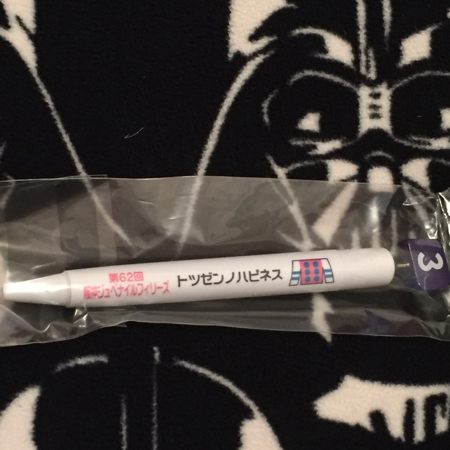 第62回
阪神ジュベナイルフィリーズ
トツゼンノハピネス
3